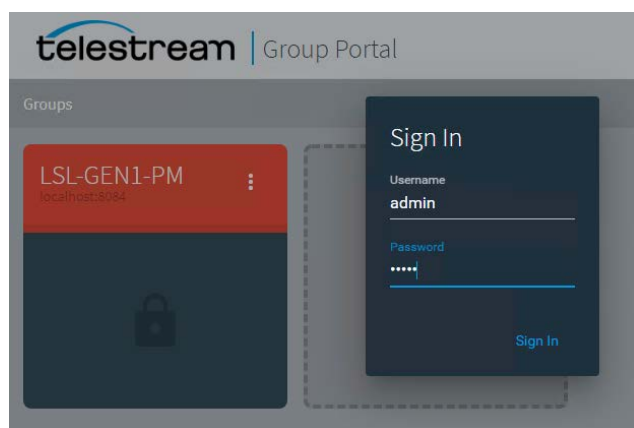 telestream | Group Portal
Groups
LSL-GEN1-PM
localhost:8084
Sign In
Username
admin
Password
•••••
Sign In